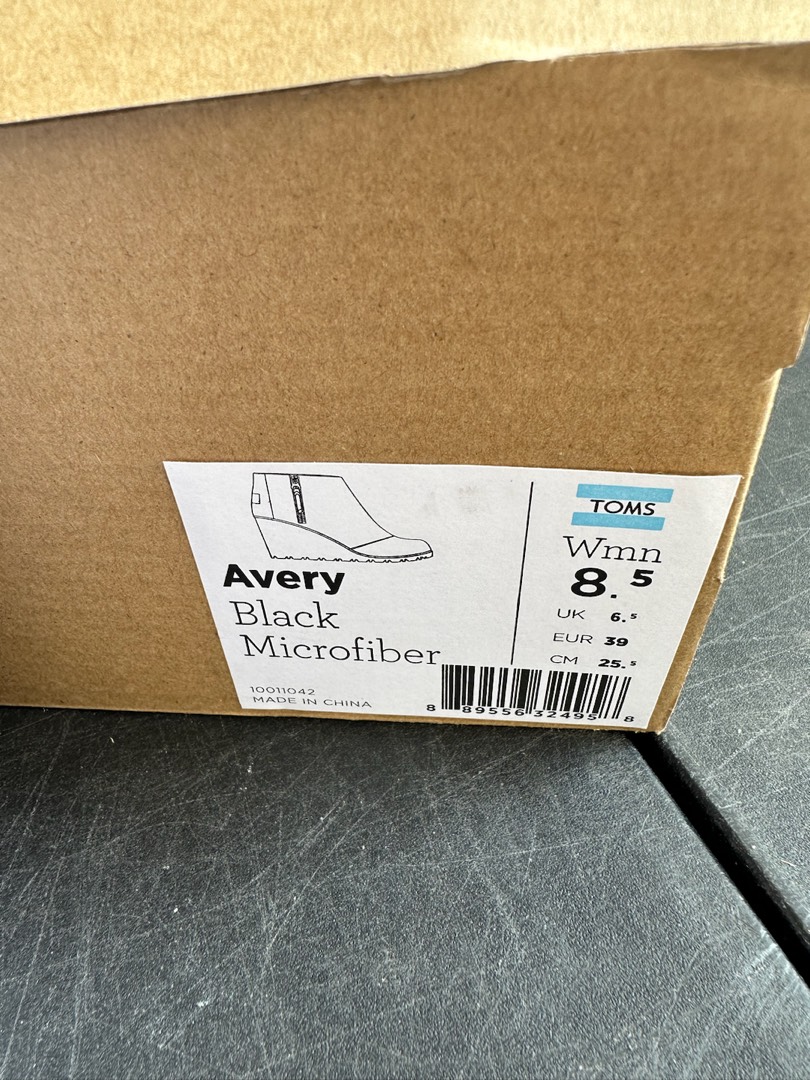 Avery
Black
Microfiber
10011042
MADE IN CHINA
TOMS
Wmn
8.5
UK 6.5
EUR 39
CM 25.5
8 89556 32495 8